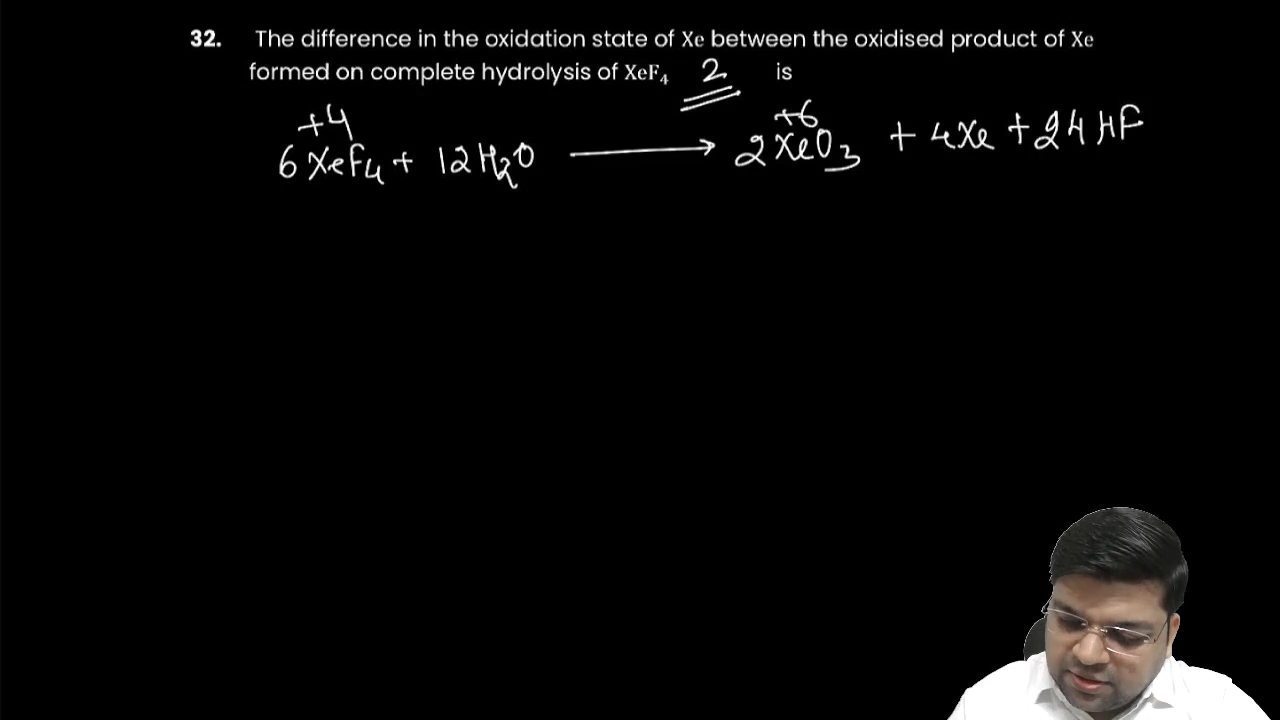 32. The difference in the oxidation state of Xe between the oxidised product of Xe
formed on complete hydrolysis of XeF₄ 2 is
+4 +6
6XeF₄ + 12H₂O ⟶ 2XeO₃ + 4Xe + 24HF